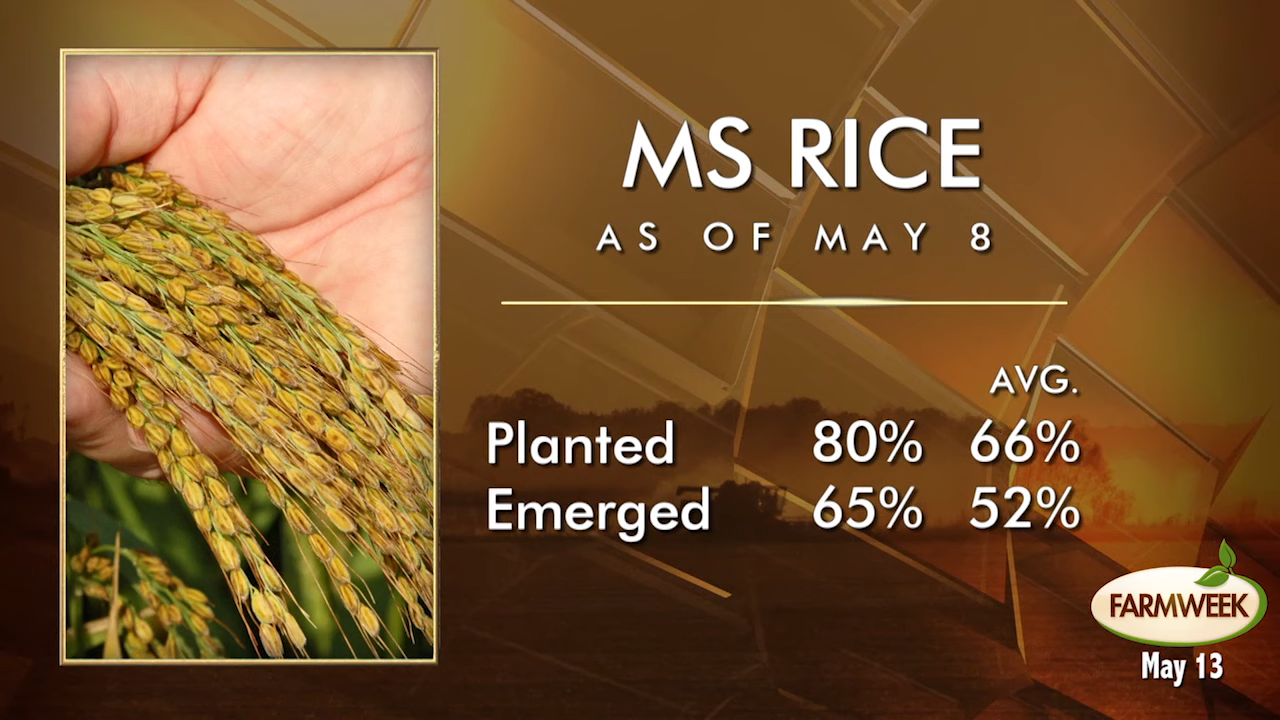 MS RICE
AS OF MAY 8
AVG.
Planted 80% 66%
Emerged 65% 52%
FARMWEEK
May 13